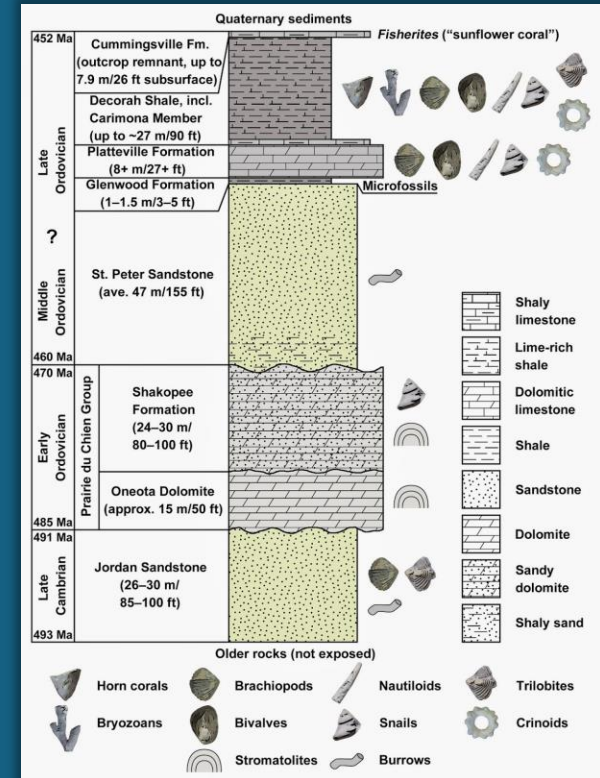 Quaternary sediments
452 Ma
Fisherites ("sunflower coral")
Cummingsville Fm.
(outcrop remnant, up to
7.9 m/26 ft subsurface)
Decorah Shale, incl.
Carimona Member
(up to ~27 m/90 ft)
Late
Ordovician
Platteville Formation
(8+ m/27+ ft)
Glenwood Formation
(1–1.5 m/3–5 ft)
Microfossils
?
Middle
Ordovician
St. Peter Sandstone
(ave. 47 m/155 ft)
460 Ma
470 Ma
Early
Ordovician
Prairie du Chien Group
Shakopee
Formation
(24–30 m/
80–100 ft)
Oneota Dolomite
(approx. 15 m/50 ft)
485 Ma
491 Ma
Late
Cambrian
Jordan Sandstone
(26–30 m/
85–100 ft)
493 Ma
Shaly
limestone
Lime-rich
shale
Dolomitic
limestone
Shale
Sandstone
Dolomite
Sandy
dolomite
Shaly sand
Older rocks (not exposed)
Horn corals
Brachiopods
Nautiloids
Trilobites
Bryozoans
Bivalves
Snails
Crinoids
Stromatolites
Burrows